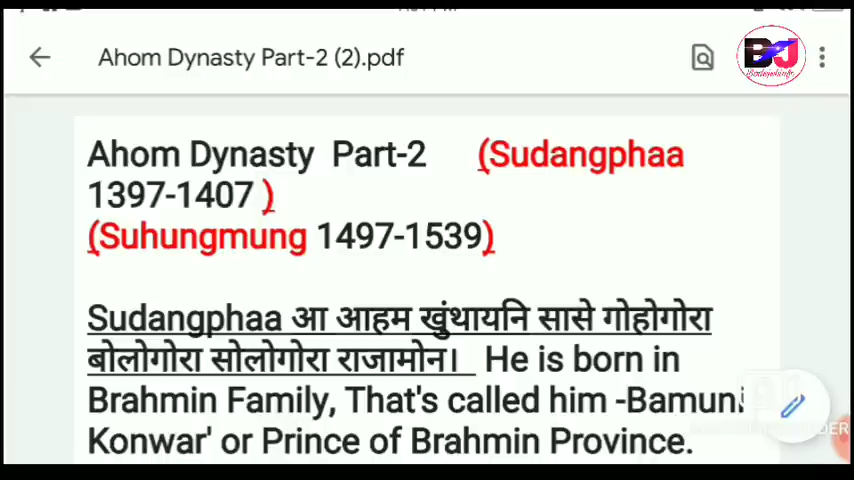 Ahom Dynasty Part-2 (2).pdf
BJ
Ahom Dynasty Part-2 (Sudangphaa
1397-1407 )
(Suhungmung 1497-1539)
Sudangphaa आ आहम खुंथायनि सासे गोहोगोरा
बोलोगोरा सोलोगोरा राजामोन। He is born in
Brahmin Family, That's called him -Bamuni
Konwar' or Prince of Brahmin Province.